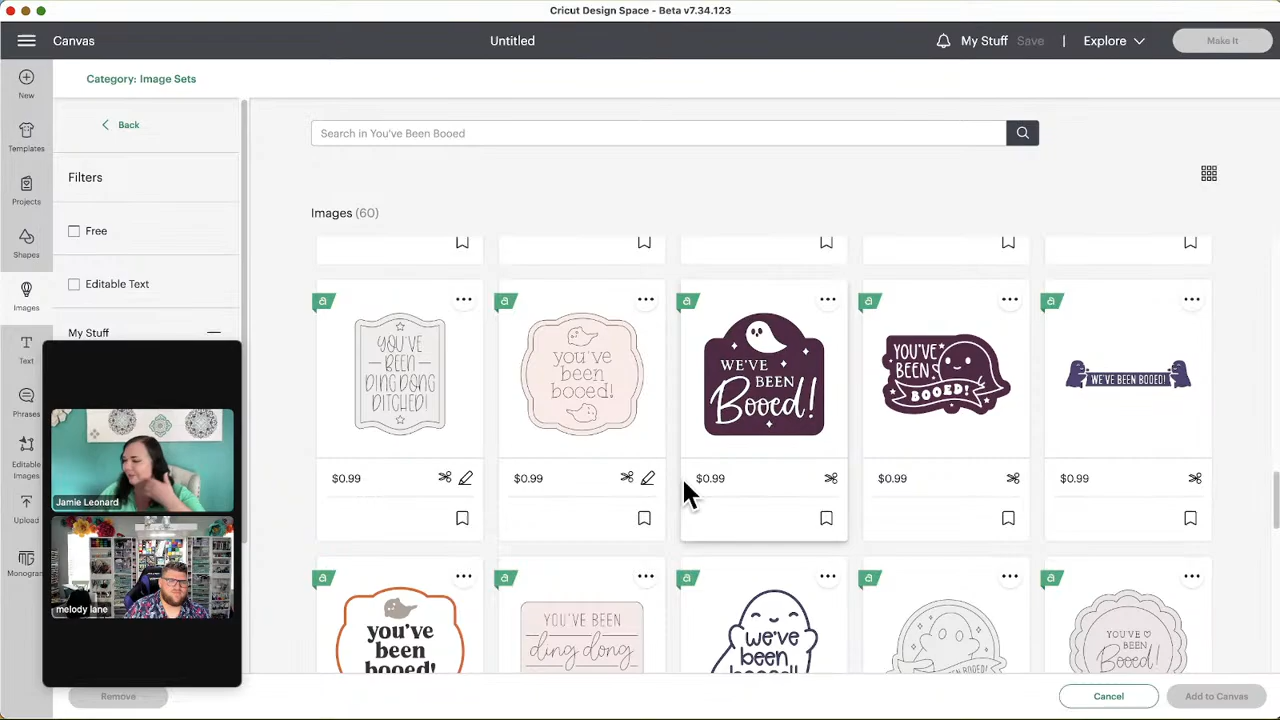 Cricut Design Space - Beta v7.34.123
Canvas
Untitled
My Stuff
Save
|
Explore
Make It
Category: Image Sets
New
Templates
Projects
Shapes
Images
Text
Phrases
Editable
Images
Upload
Monogram
Back
Filters
Free
Editable Text
My Stuff
Jamie Leonard
melody lane
Remove
Search in You've Been Booed
Images (60)
a
YOU'VE
BEEN
DING DONG
DITCHED!
$0.99
a
you've
been
booed!
$0.99
a
WE'VE
BEEN
Booed!
$0.99
a
YOU'VE
BEEN
BOOED!
$0.99
a
WE'VE BEEN BOOED!
$0.99
a
you've
been
booed!
a
YOU'VE BEEN
ding dong
a
we've
been
booed!
a
BEEN BOOED!
a
YOU'VE
BEEN
Booed!
Cancel
Add to Canvas